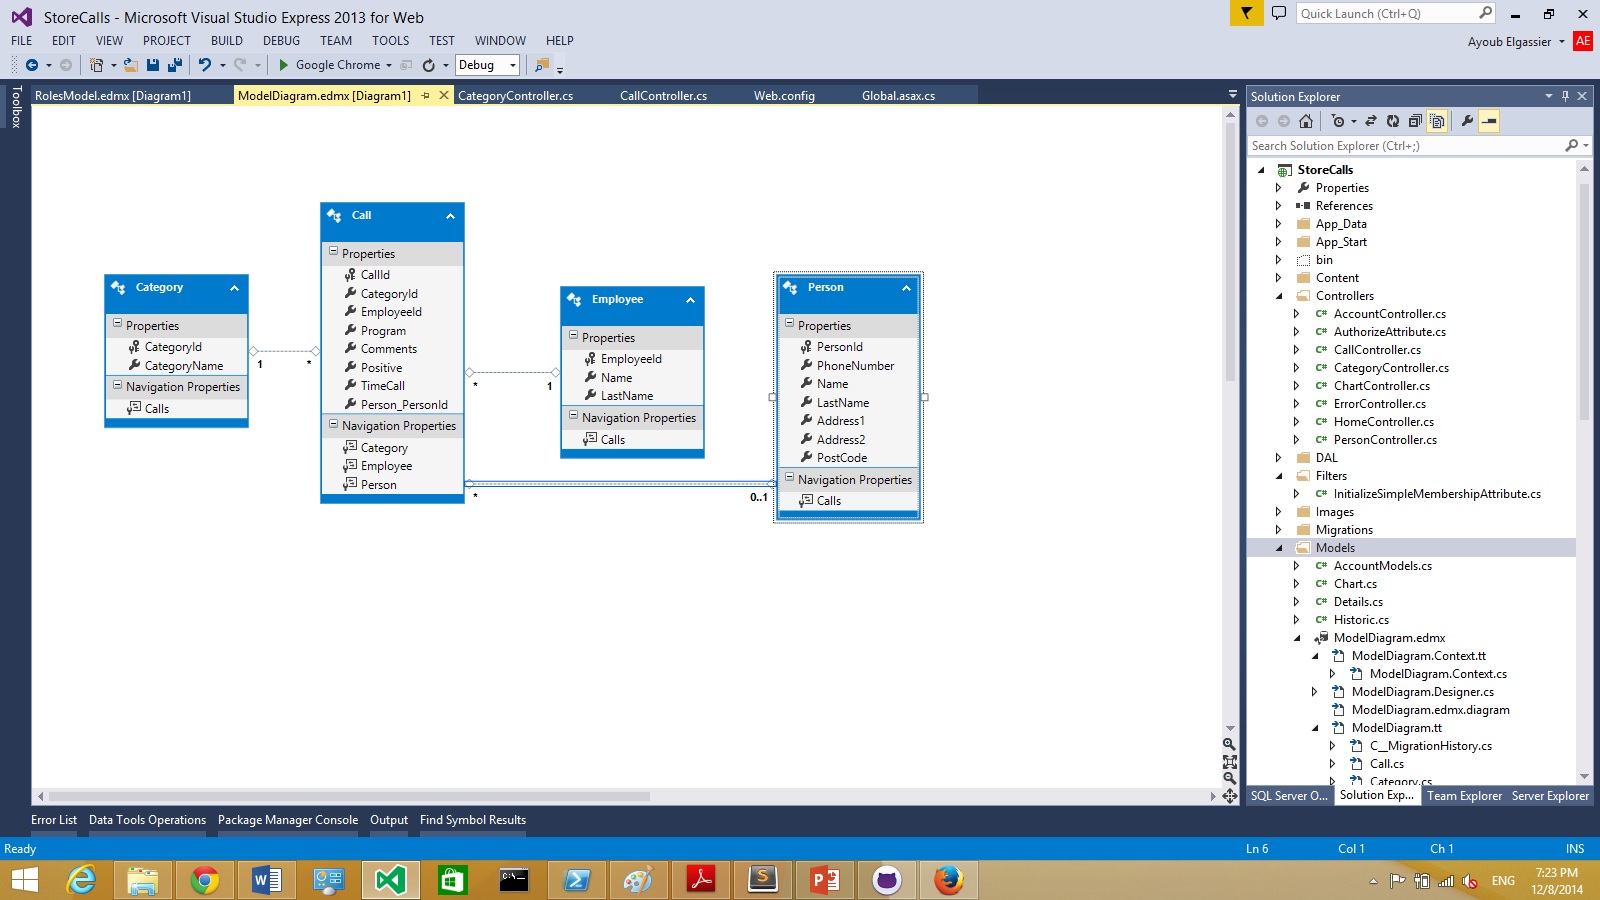 StoreCalls - Microsoft Visual Studio Express 2013 for Web
Quick Launch (Ctrl+Q)
FILE EDIT VIEW PROJECT BUILD DEBUG TEAM TOOLS TEST WINDOW HELP
Ayoub Elgassier AE
Google Chrome Debug
Toolbox
RolesModel.edmx [Diagram1] ModelDiagram.edmx [Diagram1] CategoryController.cs CallController.cs Web.config Global.asax.cs
Category
Properties
CategoryId
CategoryName
Navigation Properties
Calls
1 *
Call
Properties
CallId
CategoryId
EmployeeId
Program
Comments
Positive
TimeCall
Person_PersonId
Navigation Properties
Category
Employee
Person
* 1
Employee
Properties
EmployeeId
Name
LastName
Navigation Properties
Calls
* 0..1
Person
Properties
PersonId
PhoneNumber
Name
LastName
Address1
Address2
PostCode
Navigation Properties
Calls
Solution Explorer
Search Solution Explorer (Ctrl+;)
StoreCalls
Properties
References
App_Data
App_Start
bin
Content
Controllers
C# AccountController.cs
C# AuthorizeAttribute.cs
C# CallController.cs
C# CategoryController.cs
C# ChartController.cs
C# ErrorController.cs
C# HomeController.cs
C# PersonController.cs
DAL
Filters
C# InitializeSimpleMembershipAttribute.cs
Images
Migrations
Models
C# AccountModels.cs
C# Chart.cs
C# Details.cs
C# Historic.cs
ModelDiagram.edmx
ModelDiagram.Context.tt
ModelDiagram.Context.cs
ModelDiagram.Designer.cs
ModelDiagram.edmx.diagram
ModelDiagram.tt
C__MigrationHistory.cs
Call.cs
Category.cs
SQL Server O... Solution Exp... Team Explorer Server Explorer
Error List Data Tools Operations Package Manager Console Output Find Symbol Results
Ready Ln 6 Col 1 Ch 1 INS
ENG 7:23 PM
12/8/2014